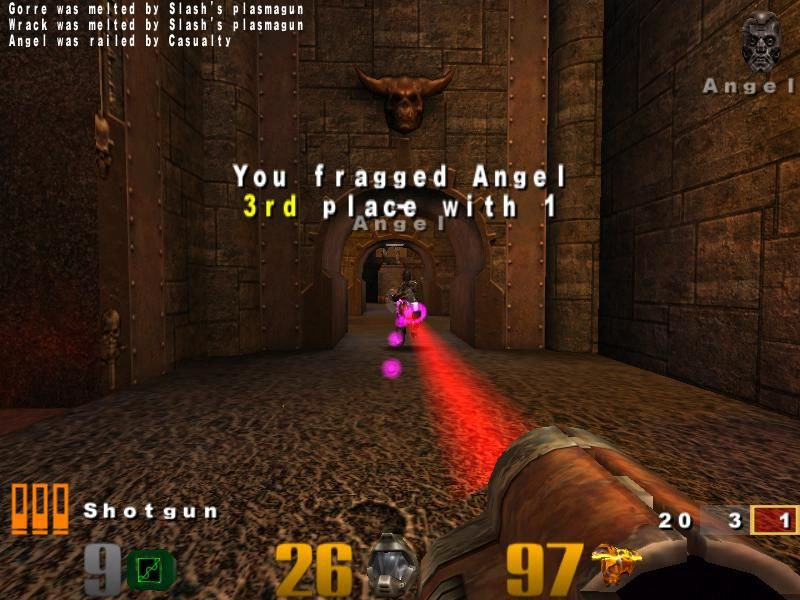 Gorre was melted by Slash's plasmagun
Wrack was melted by Slash's plasmagun
Angel was railed by Casualty
Angel
You fragged Angel
3rd place with 1
Angel
Shotgun
20 3 1
9 26 97